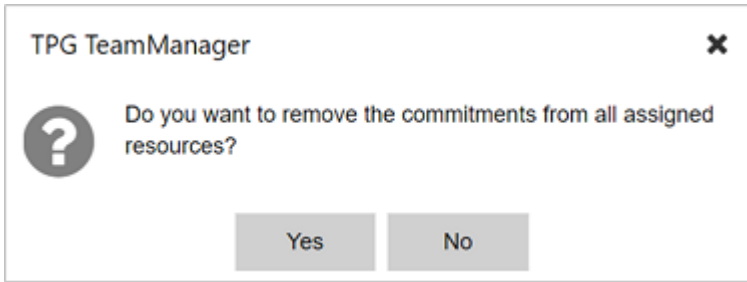 TPG TeamManager
Do you want to remove the commitments from all assigned
resources?
Yes No